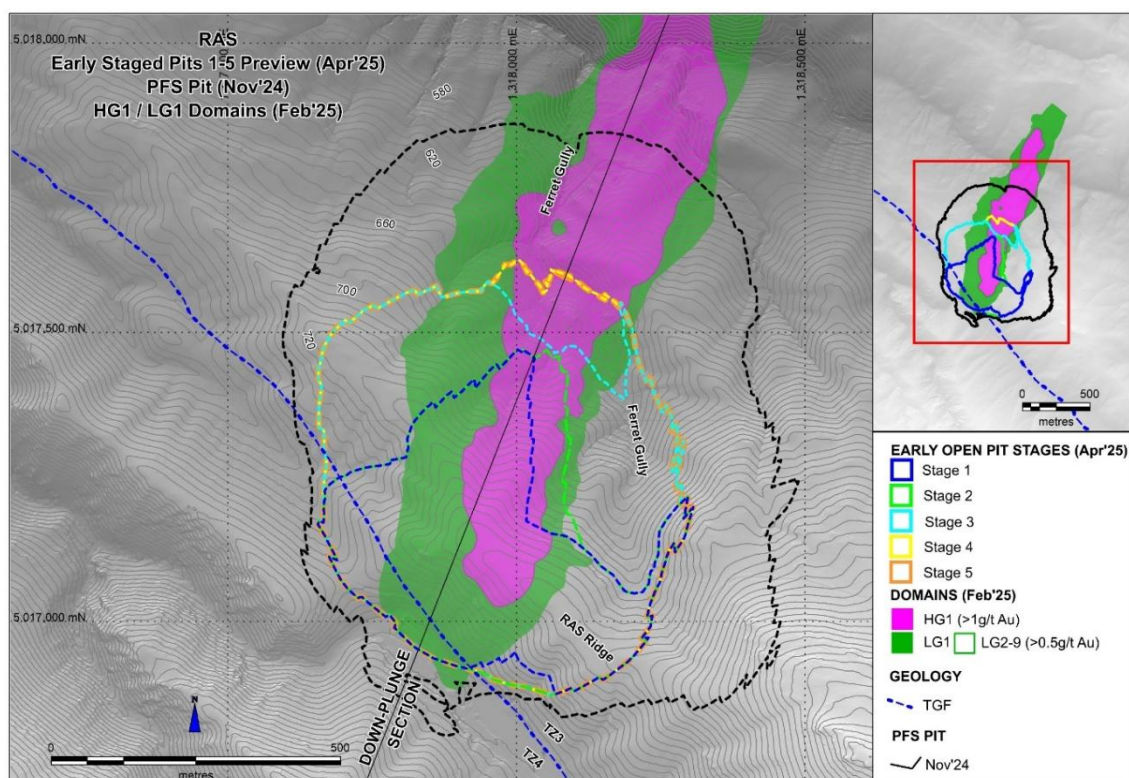 RAS
Early Staged Pits 1-5 Preview (Apr'25)
PFS Pit (Nov'24)
HG1 / LG1 Domains (Feb'25)
5,018,000 mN
1,318,000 mE
1,318,500 mE
580
620
660
700
720
Ferret Gully
5,017,500 mN
Ferret Gully
5,017,000 mN
RAS Ridge
DOWN-PLUNGE
SECTION
TZ3
TZ4
N
0 500
metres
0 500
metres
EARLY OPEN PIT STAGES (Apr'25)
Stage 1
Stage 2
Stage 3
Stage 4
Stage 5
DOMAINS (Feb'25)
HG1 (>1g/t Au)
LG1 LG2-9 (>0.5g/t Au)
GEOLOGY
TGF
PFS PIT
Nov'24